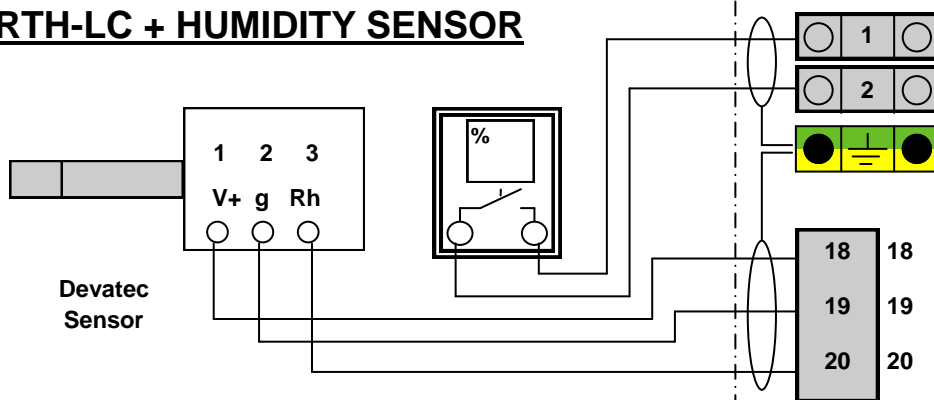 RTH-LC + HUMIDITY SENSOR
1
2
%
1 2 3
V+ g Rh
18 18
Devatec
Sensor
19 19
20 20